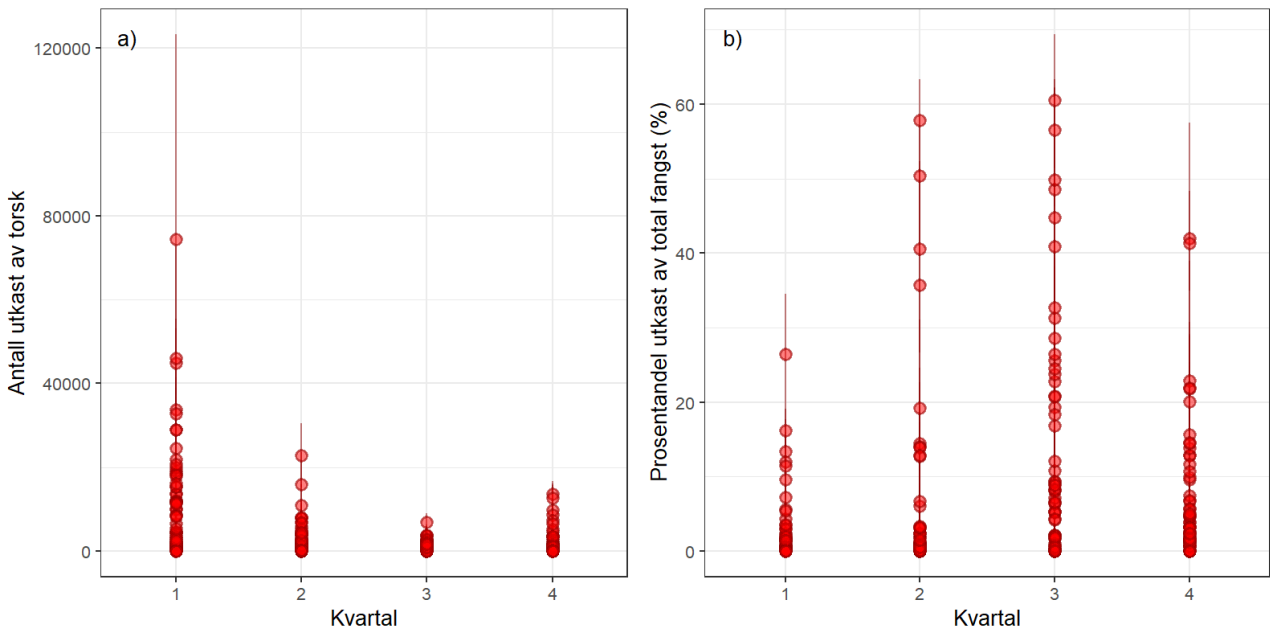 a)
Antall utkast av torsk
120000
80000
40000
0
1 2 3 4
Kvartal
b)
Prosentandel utkast av total fangst (%)
60
40
20
0
1 2 3 4
Kvartal